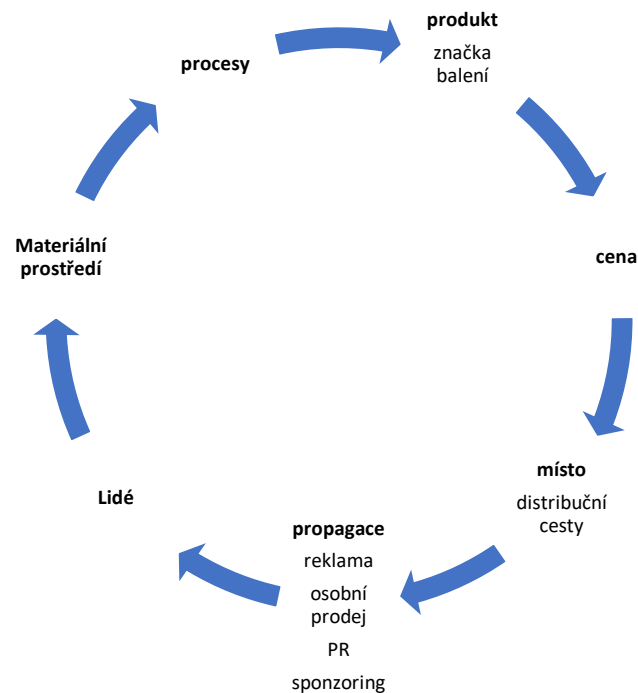 produkt
značka
balení
cena
místo
distribuční
cesty
propagace
reklama
osobní
prodej
PR
sponzoring
Lidé
Materiální
prostředí
procesy